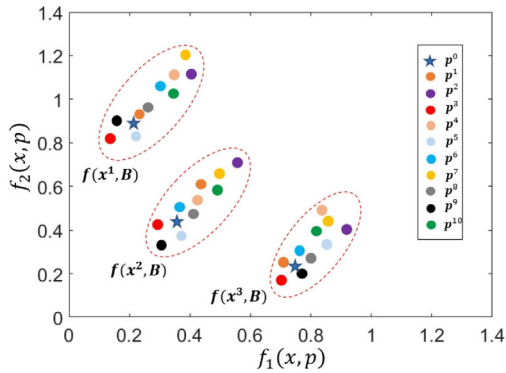 1.4
1.2
1
0.8
0.6
0.4
0.2
0
f₂(x,p)
f(x¹,B)
f(x²,B)
f(x³,B)
p⁰
p¹
p²
p³
p⁴
p⁵
p⁶
p⁷
p⁸
p⁹
p¹⁰
0 0.2 0.4 0.6 0.8 1 1.2 1.4
f₁(x,p)